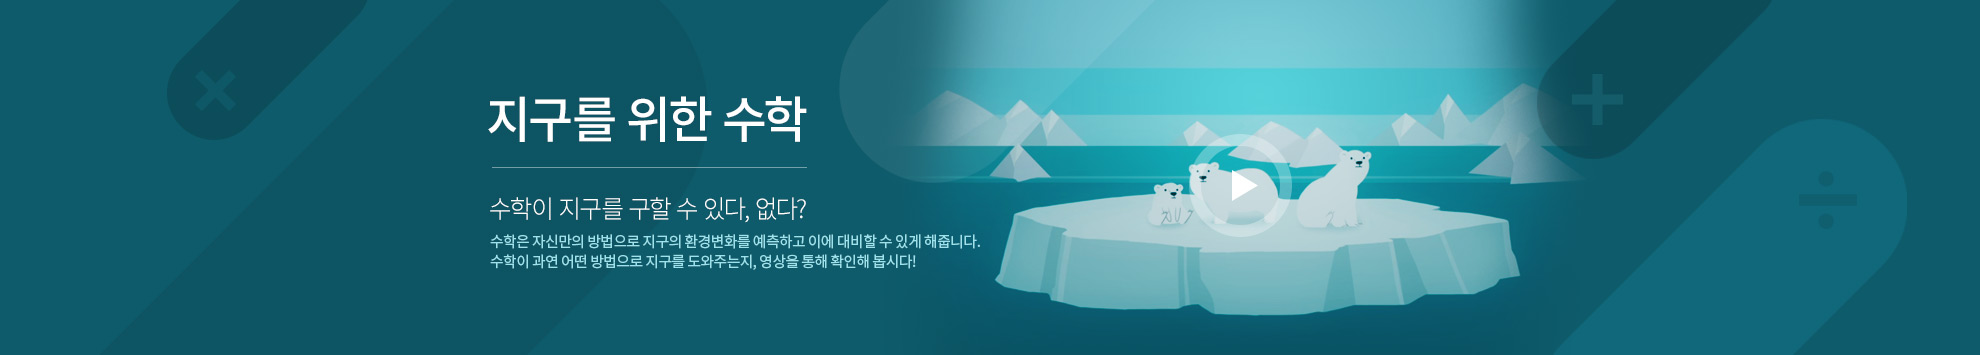 지구를 위한 수학
수학이 지구를 구할 수 있다, 없다?
수학은 자신만의 방법으로 지구의 환경변화를 예측하고 이에 대비할 수 있게 해줍니다.
수학이 과연 어떤 방법으로 지구를 도와주는지, 영상을 통해 확인해 봅시다!